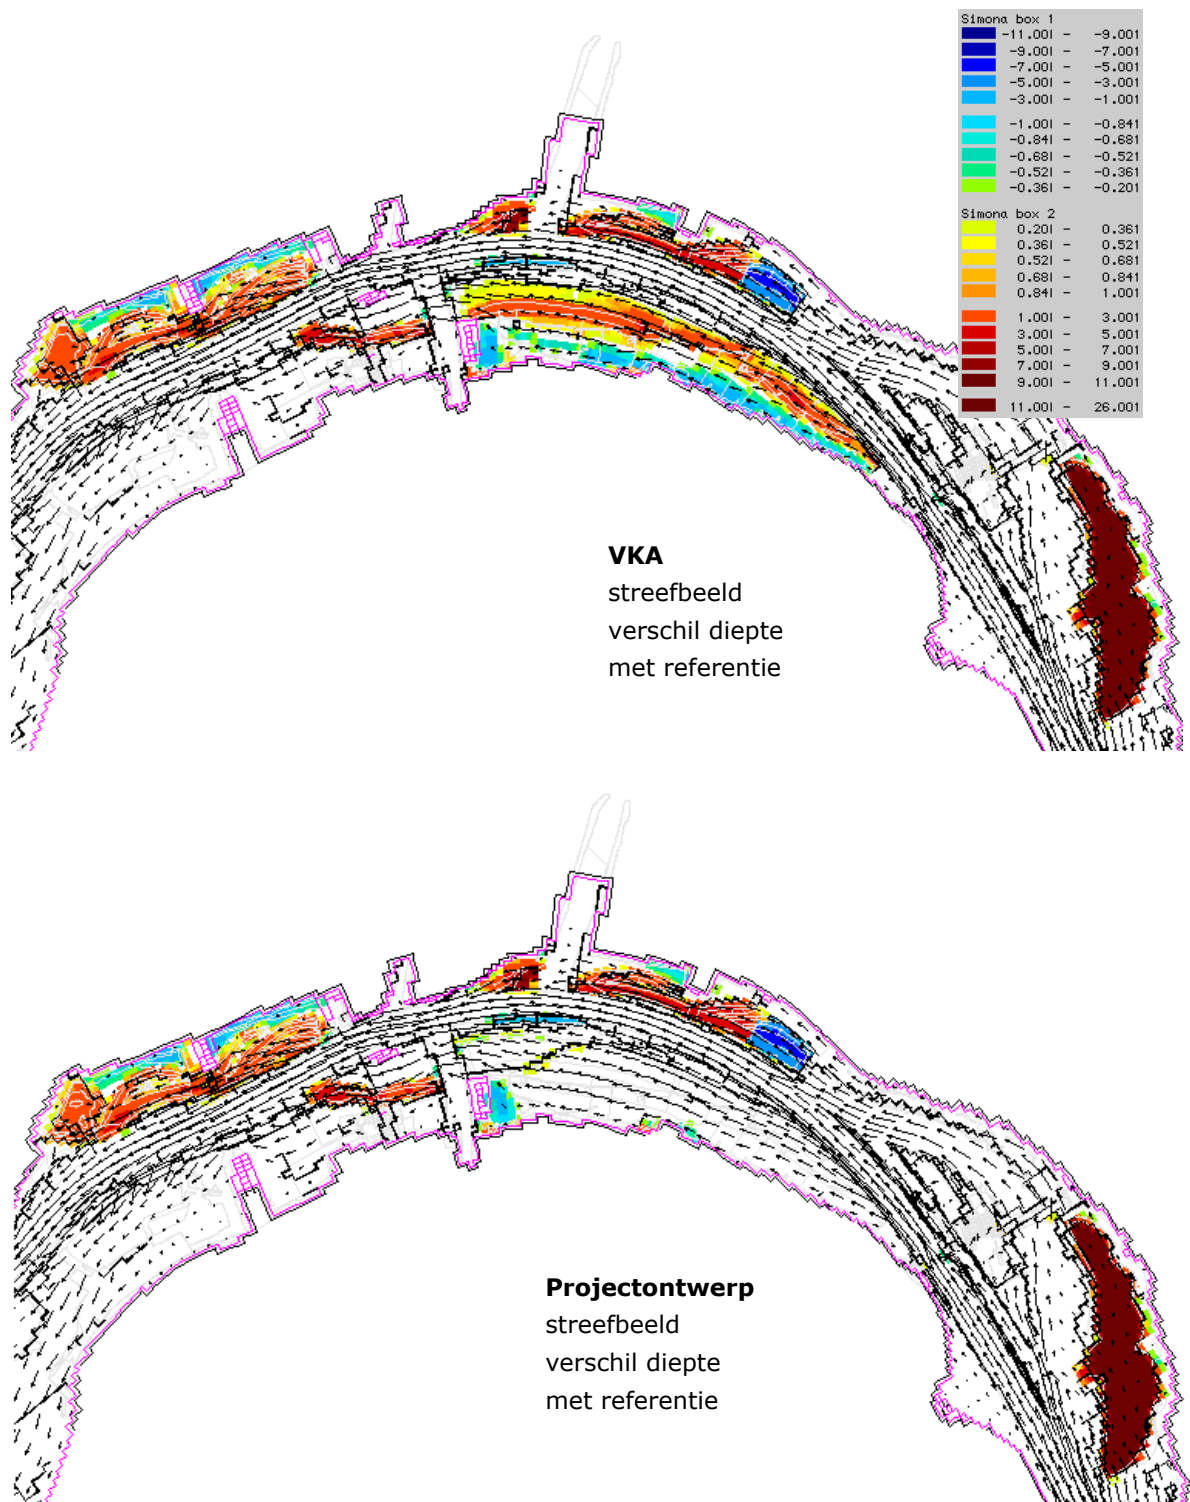 Simona box 1
-11.001 - -9.001
-9.001 - -7.001
-7.001 - -5.001
-5.001 - -3.001
-3.001 - -1.001
-1.001 - -0.841
-0.841 - -0.681
-0.681 - -0.521
-0.521 - -0.361
-0.361 - -0.201
Simona box 2
0.201 - 0.361
0.361 - 0.521
0.521 - 0.681
0.681 - 0.841
0.841 - 1.001
1.001 - 3.001
3.001 - 5.001
5.001 - 7.001
7.001 - 9.001
9.001 - 11.001
11.001 - 26.001
VKA
streefbeeld
verschil diepte
met referentie
Projectontwerp
streefbeeld
verschil diepte
met referentie